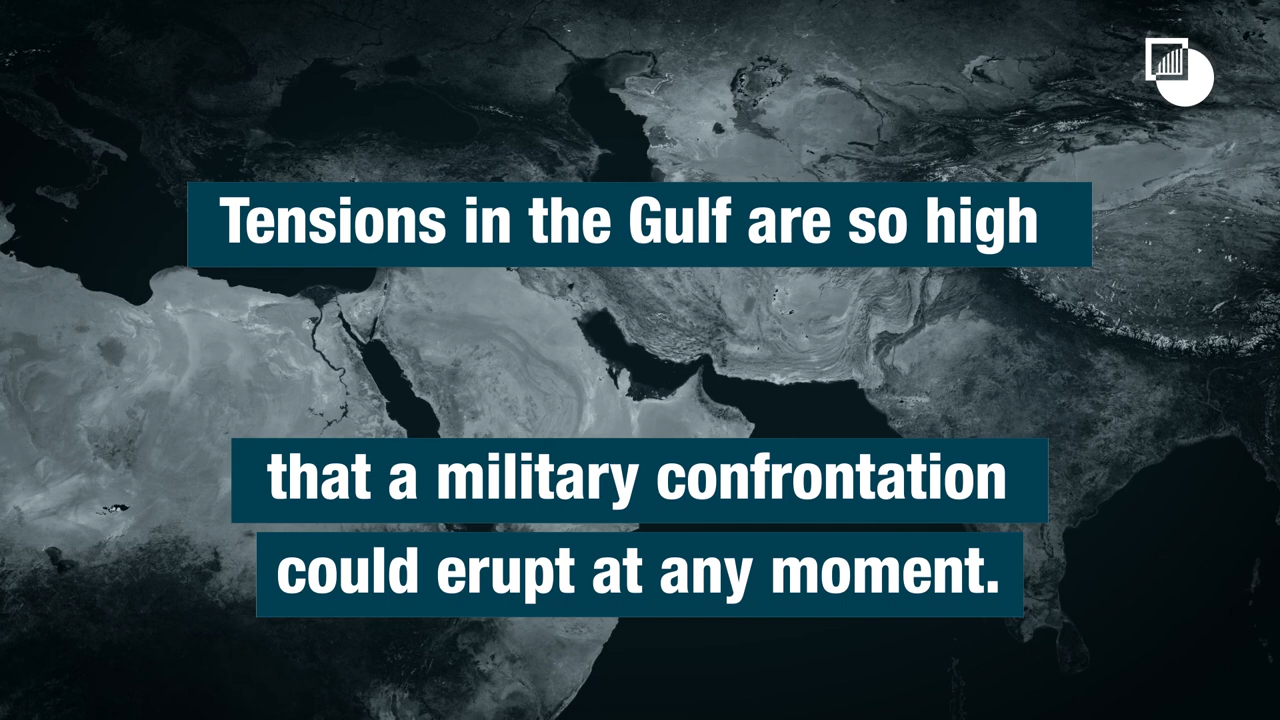 Tensions in the Gulf are so high
that a military confrontation
could erupt at any moment.